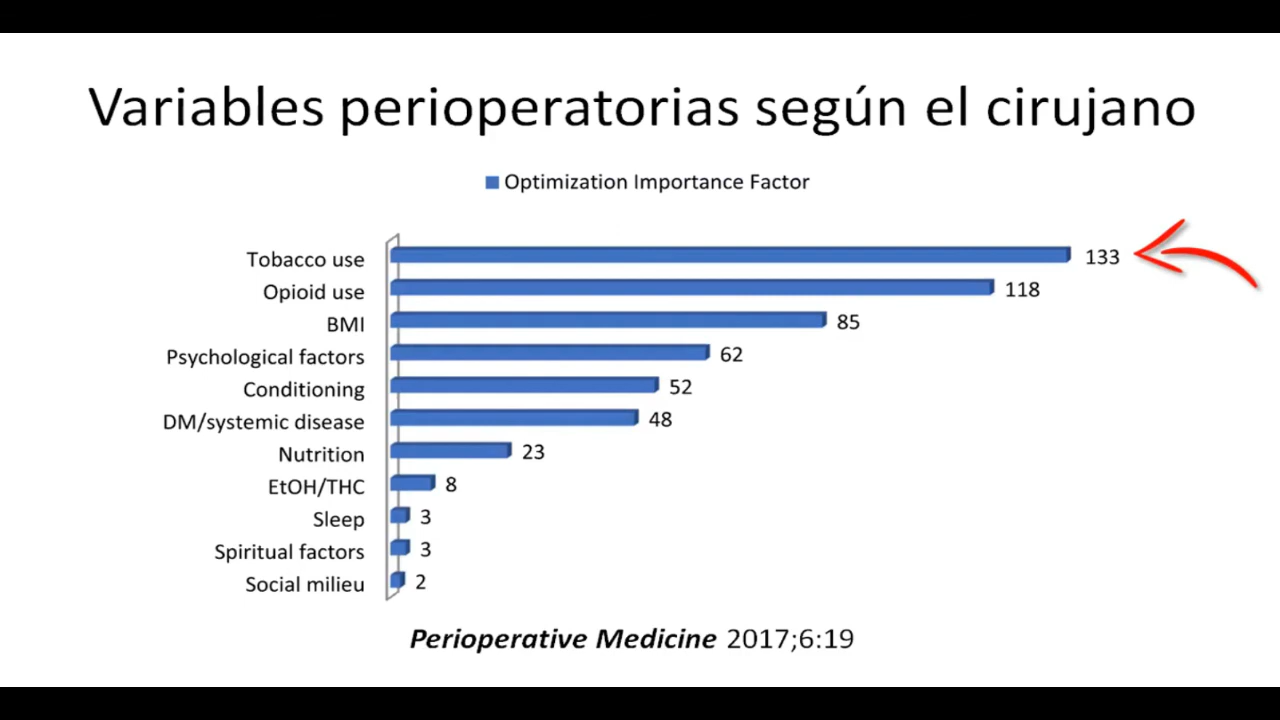 Variables perioperatorias según el cirujano
Optimization Importance Factor
Tobacco use 133
Opioid use 118
BMI 85
Psychological factors 62
Conditioning 52
DM/systemic disease 48
Nutrition 23
EtOH/THC 8
Sleep 3
Spiritual factors 3
Social milieu 2
Perioperative Medicine 2017;6:19